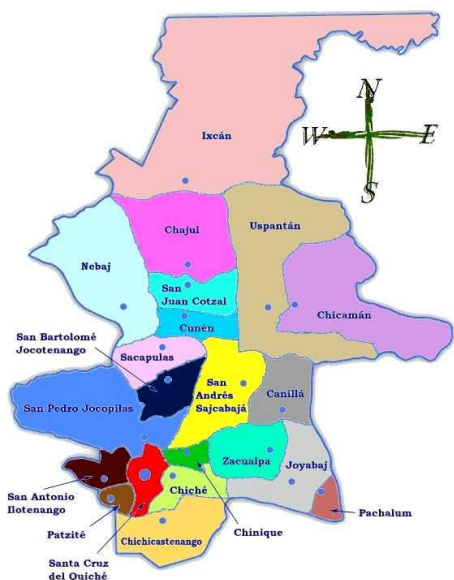 N
W
E
S
Ixcán
Chajul
Uspantán
Nebaj
San
Juan Cotzal
Chicamán
Cunén
San Bartolomé
Jocotenango
Sacapulas
San
Andrés
Sajcabajá
Canillá
San Pedro Jocopilas
Zacualpa
Joyabaj
San Antonio
Ilotenango
Chiché
Patzité
Chinique
Pachalum
Santa Cruz
del Quiché
Chichicastenango